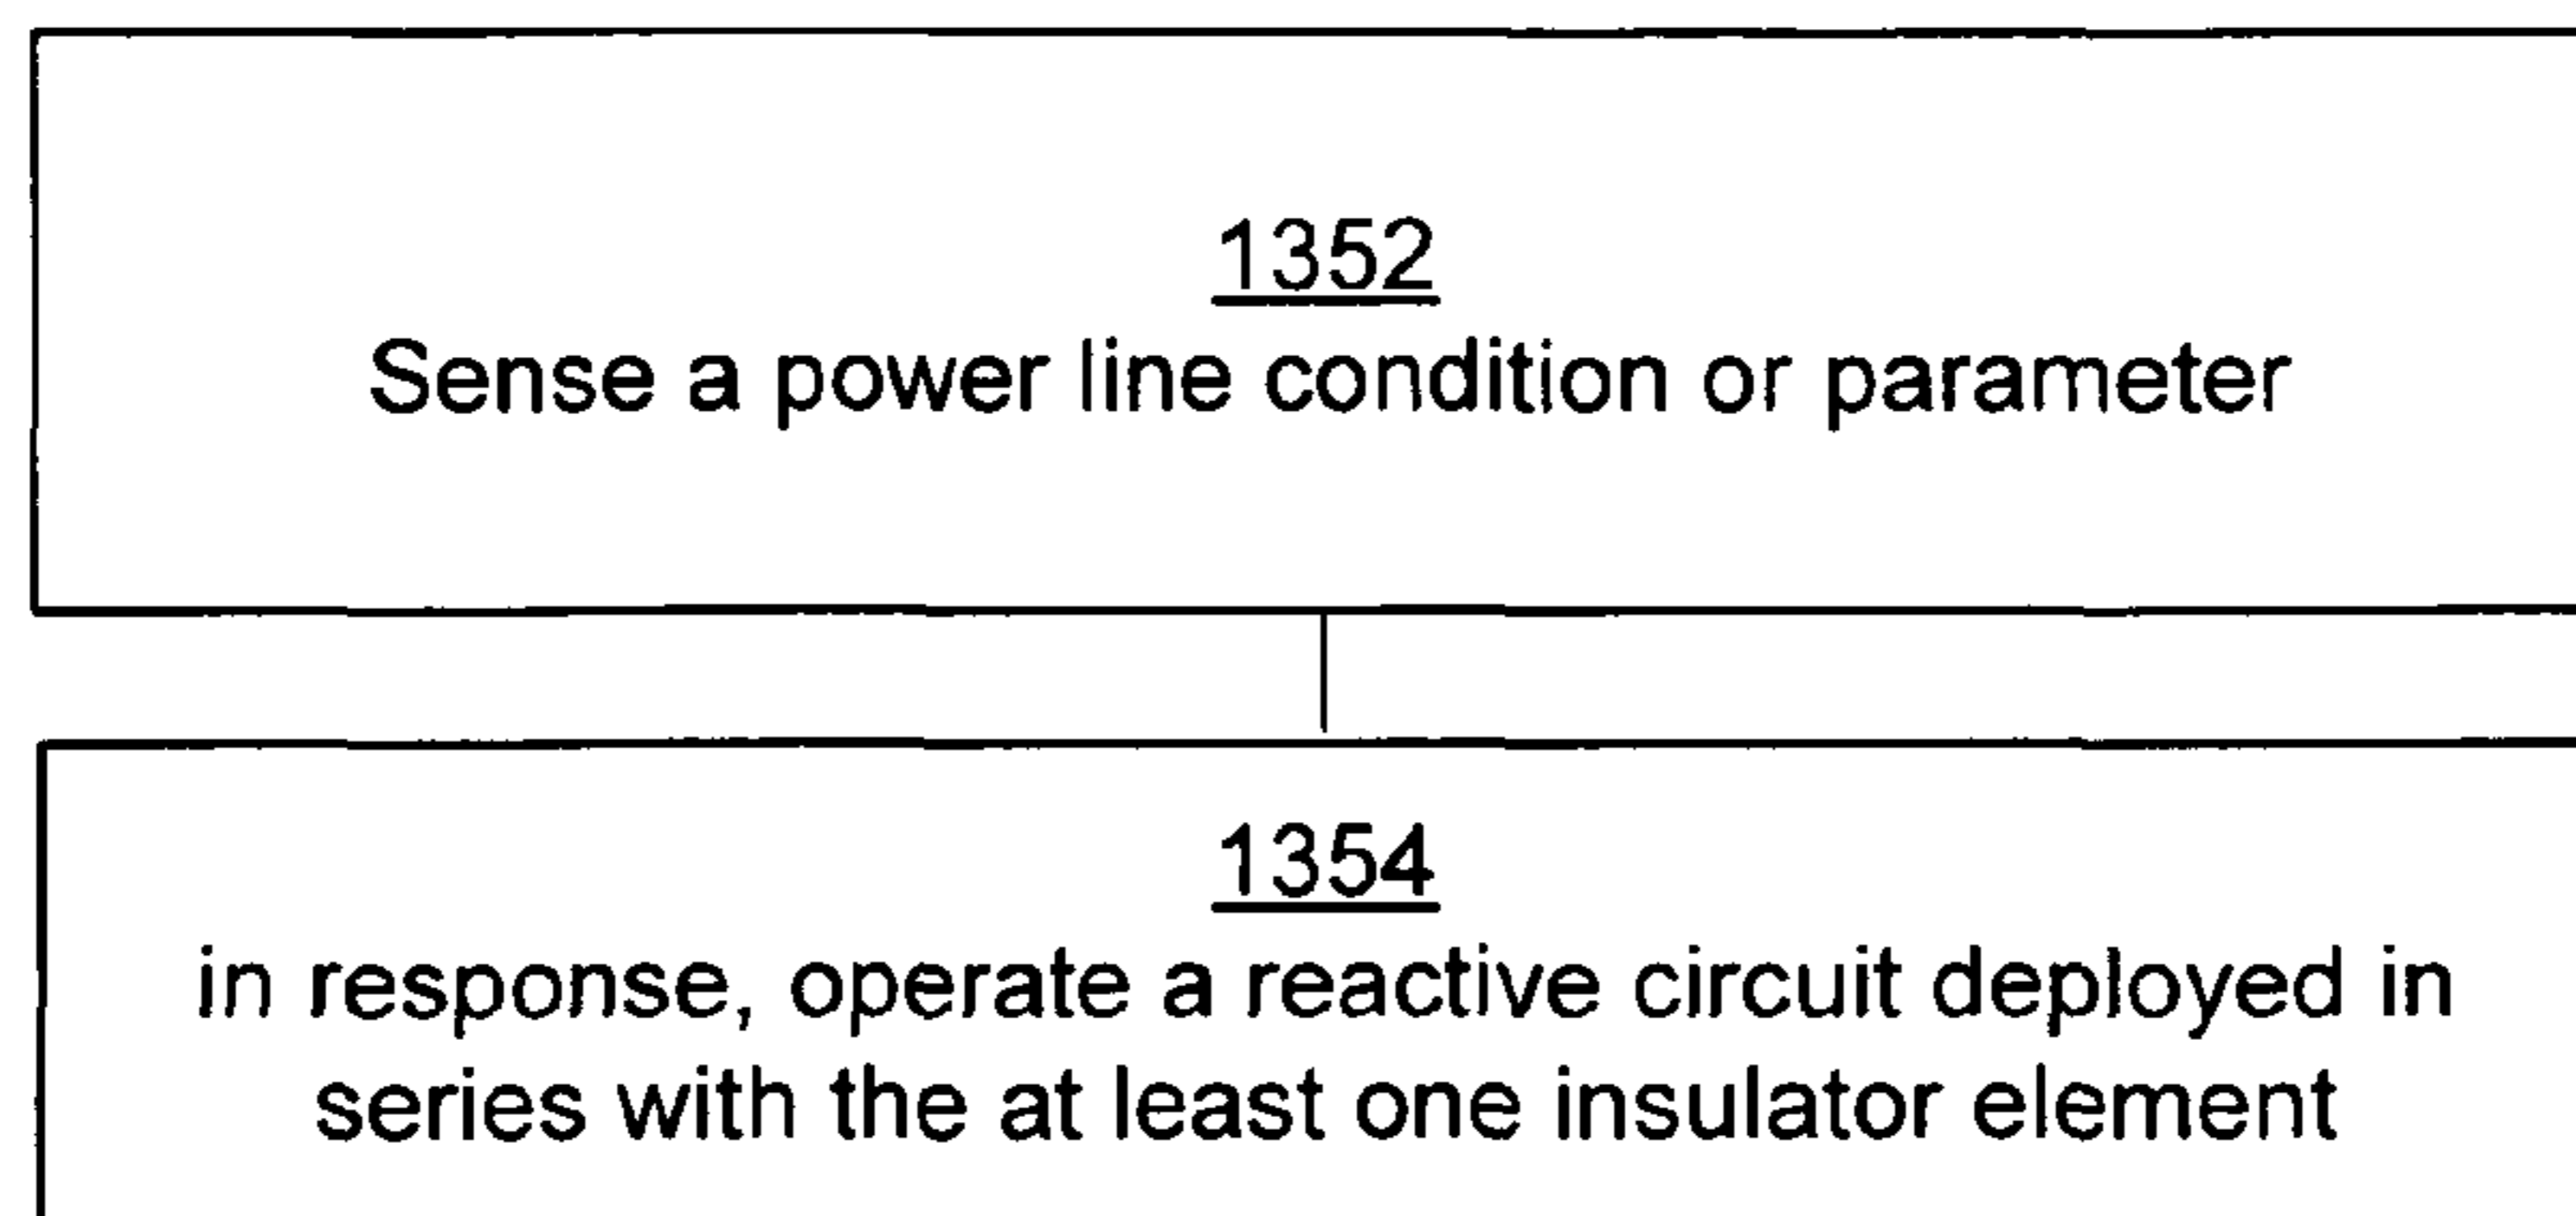 1352
Sense a power line condition or parameter
1354
in response, operate a reactive circuit deployed in
series with the at least one insulator element